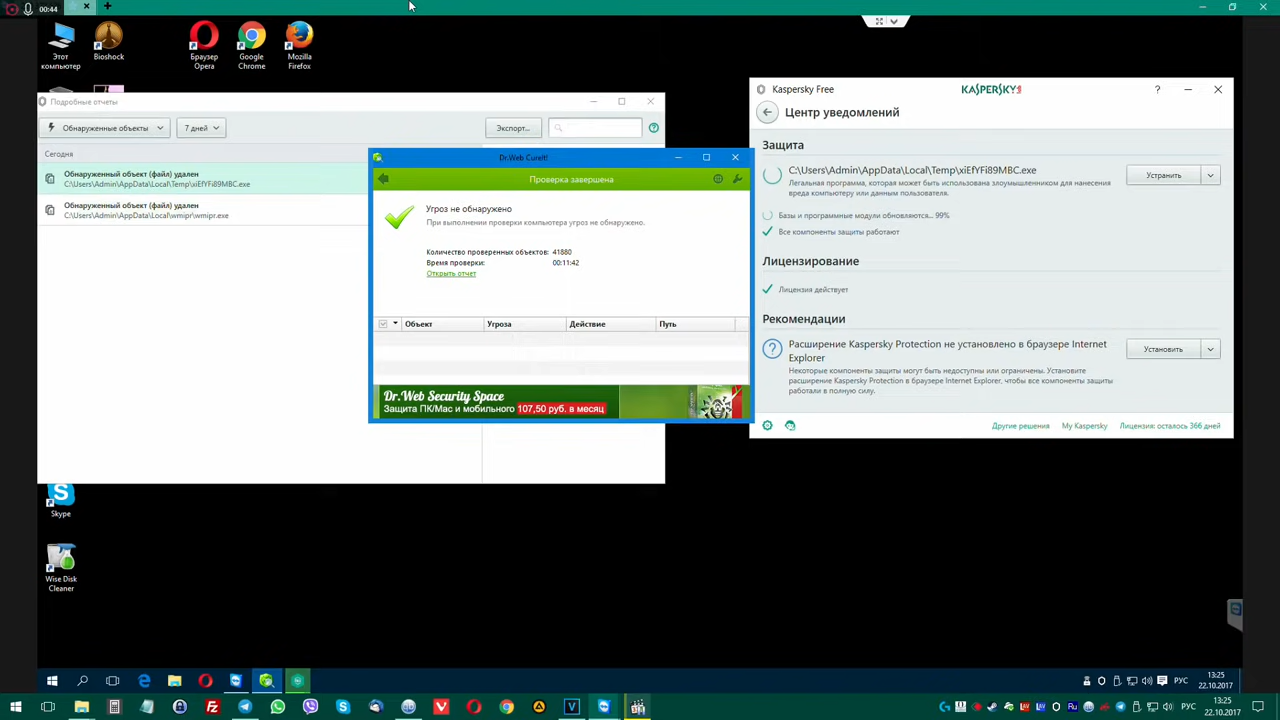 00:44
Этот
компьютер
Bioshock
Браузер
Opera
Google
Chrome
Mozilla
Firefox
Подробные отчеты
Обнаруженные объекты
7 дней
Экспорт...
Сегодня
Обнаруженный объект (файл) удален
C:\Users\Admin\AppData\Local\Temp\xiEfYFi89MBC.exe
Обнаруженный объект (файл) удален
C:\Users\Admin\AppData\Local\wmipr\wmipr.exe
Dr.Web CureIt!
Проверка завершена
Угроз не обнаружено
При выполнении проверки компьютера угроз не обнаружено.
Количество проверенных объектов: 41880
Время проверки: 00:11:42
Открыть отчет
Объект Угроза Действие Путь
Dr.Web Security Space
Защита ПК/Mac и мобильного 107,50 руб. в месяц
Kaspersky Free
KASPERSKY
?
Центр уведомлений
Защита
C:\Users\Admin\AppData\Local\Temp\xiEfYFi89MBC.exe
Легальная программа, которая может быть использована злоумышленником для нанесения
вреда компьютеру или данным пользователя.
Устранить
Базы и программные модули обновляются... 99%
Все компоненты защиты работают
Лицензирование
Лицензия действует
Рекомендации
Расширение Kaspersky Protection не установлено в браузере Internet
Explorer
Некоторые компоненты защиты могут быть недоступны или ограничены. Установите
расширение Kaspersky Protection в браузере Internet Explorer, чтобы все компоненты защиты
работали в полную силу.
Установить
Другие решения My Kaspersky Лицензия: осталось 366 дней
Skype
Wise Disk
Cleaner
РУС
13:25
22.10.2017
РУС
13:25
22.10.2017